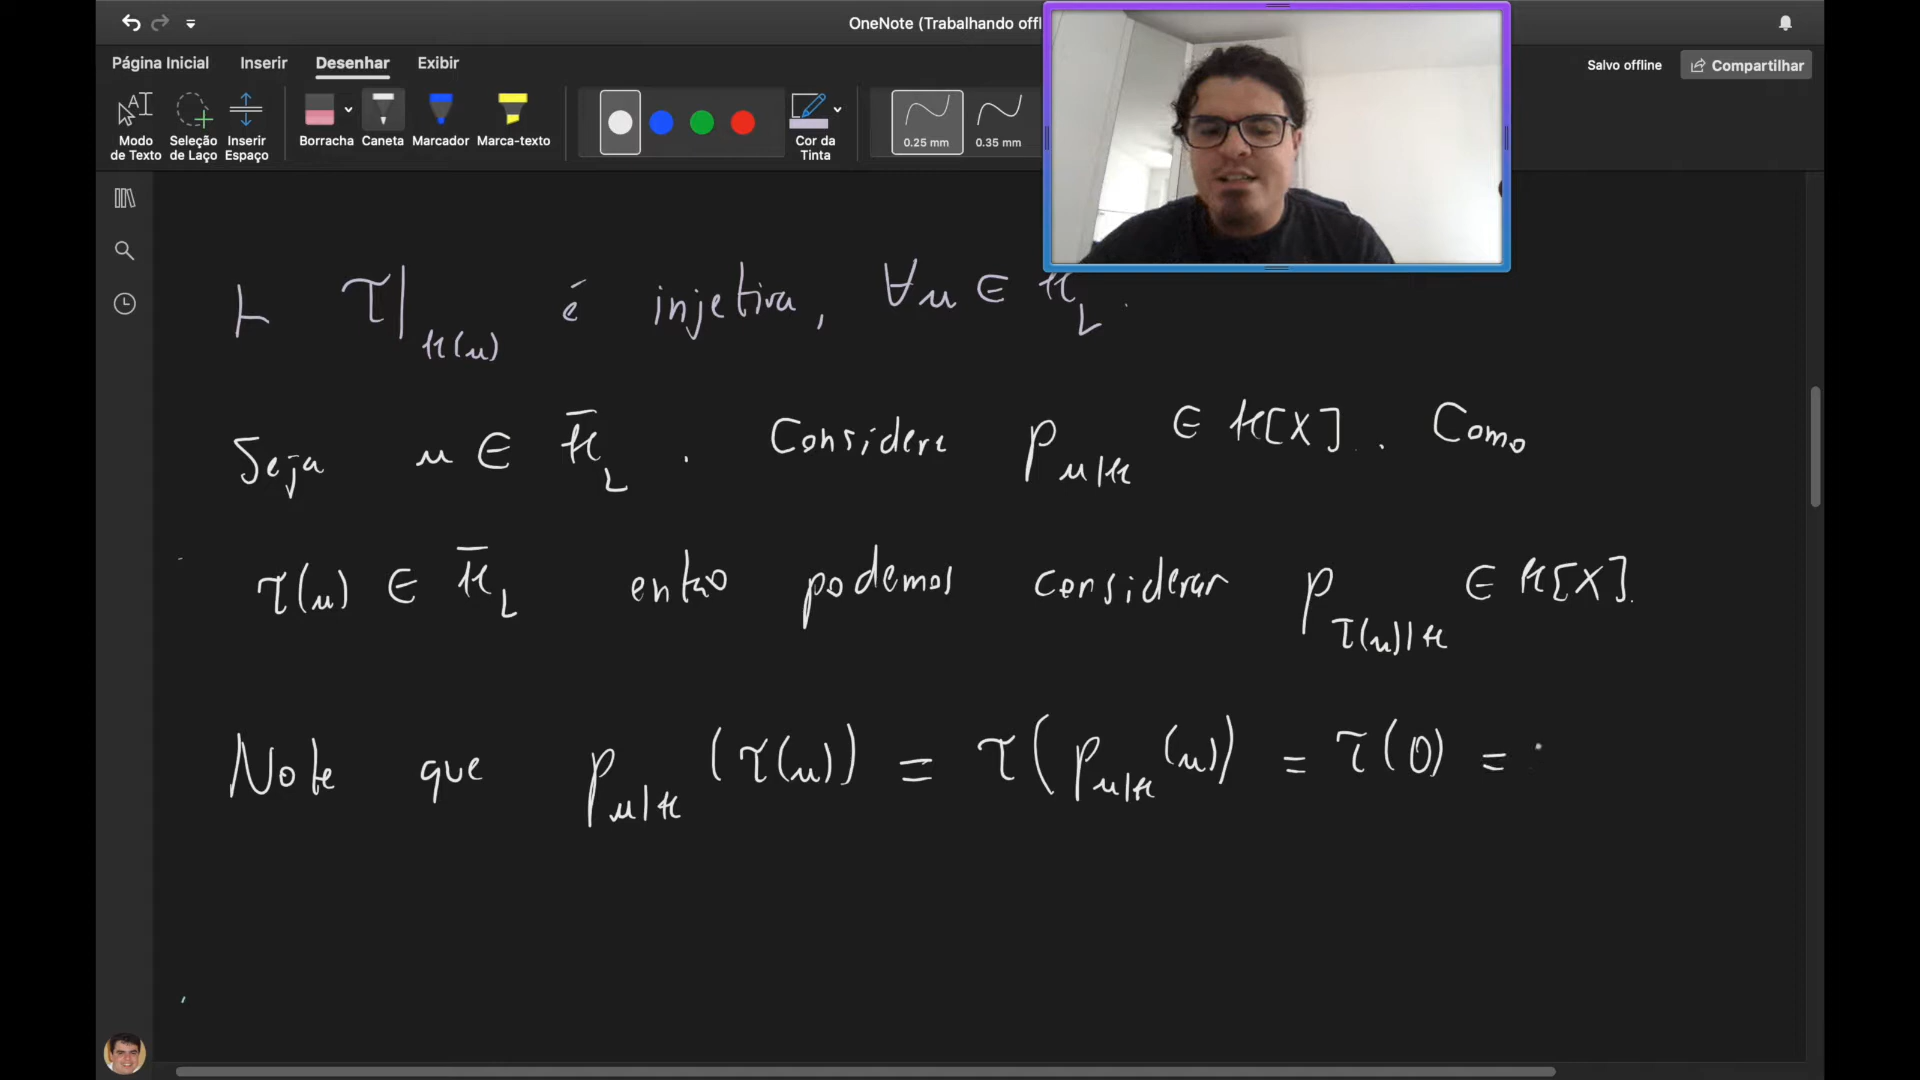 OneNote (Trabalhando offl
Página Inicial Inserir Desenhar Exibir
Salvo offline Compartilhar
Modo de Texto
Seleção de Laço
Inserir Espaço
Borracha Caneta Marcador Marca-texto
Cor da Tinta
0.25 mm 0.35 mm
⊢ τ|_{K(u)} é injetiva, ∀u ∈ K̄_L.
Seja u ∈ K̄_L. Considere p_{u|K} ∈ K[X]. Como
τ(u) ∈ K̄_L então podemos considerar p_{τ(u)|K} ∈ K[X].
Note que p_{u|K}(τ(u)) = τ(p_{u|K}(u)) = τ(0) =